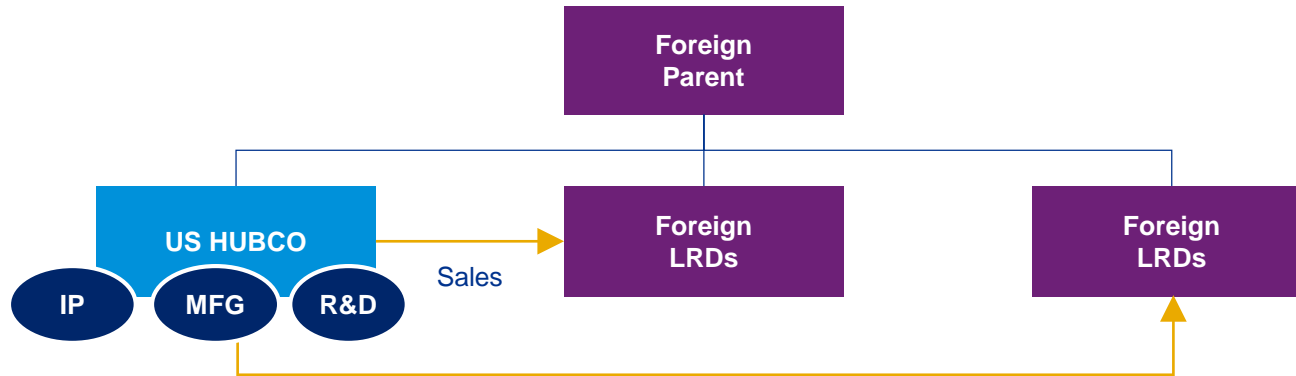 Foreign
Parent
US HUBCO
Foreign
LRDs
Foreign
LRDs
Sales
IP
MFG
R&D